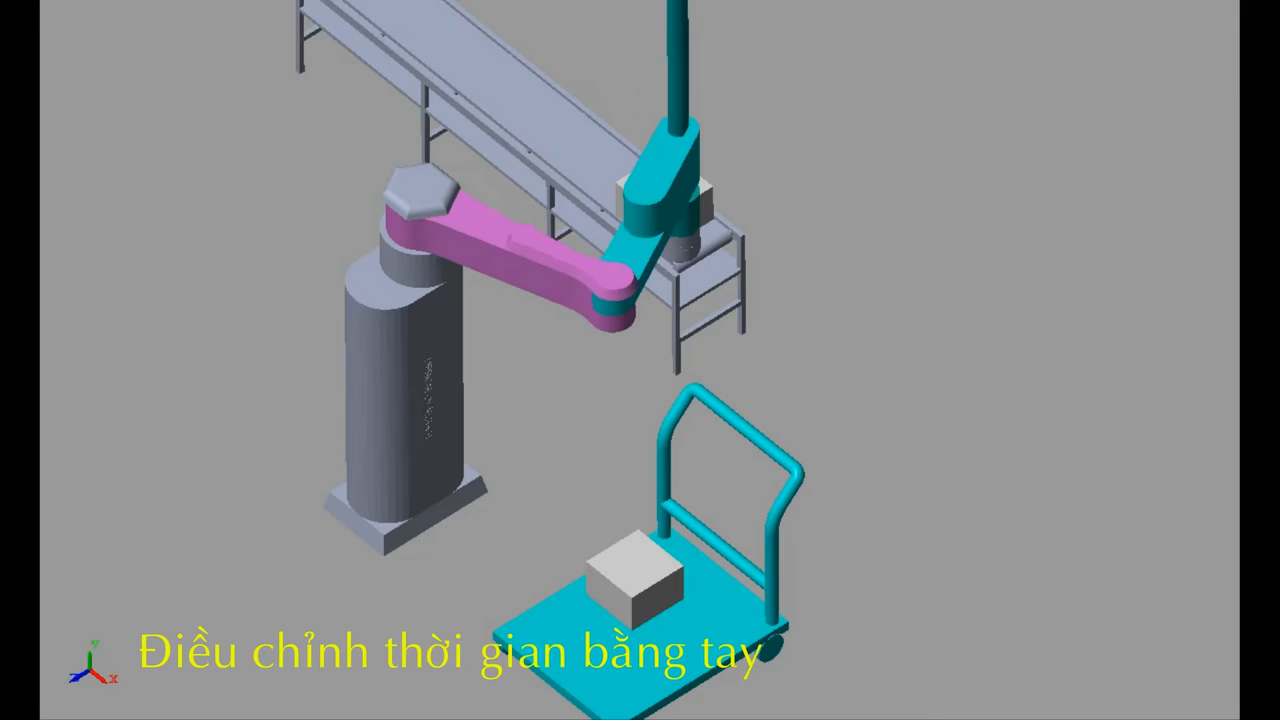 Điều chỉnh thời gian bằng tay
Y
X